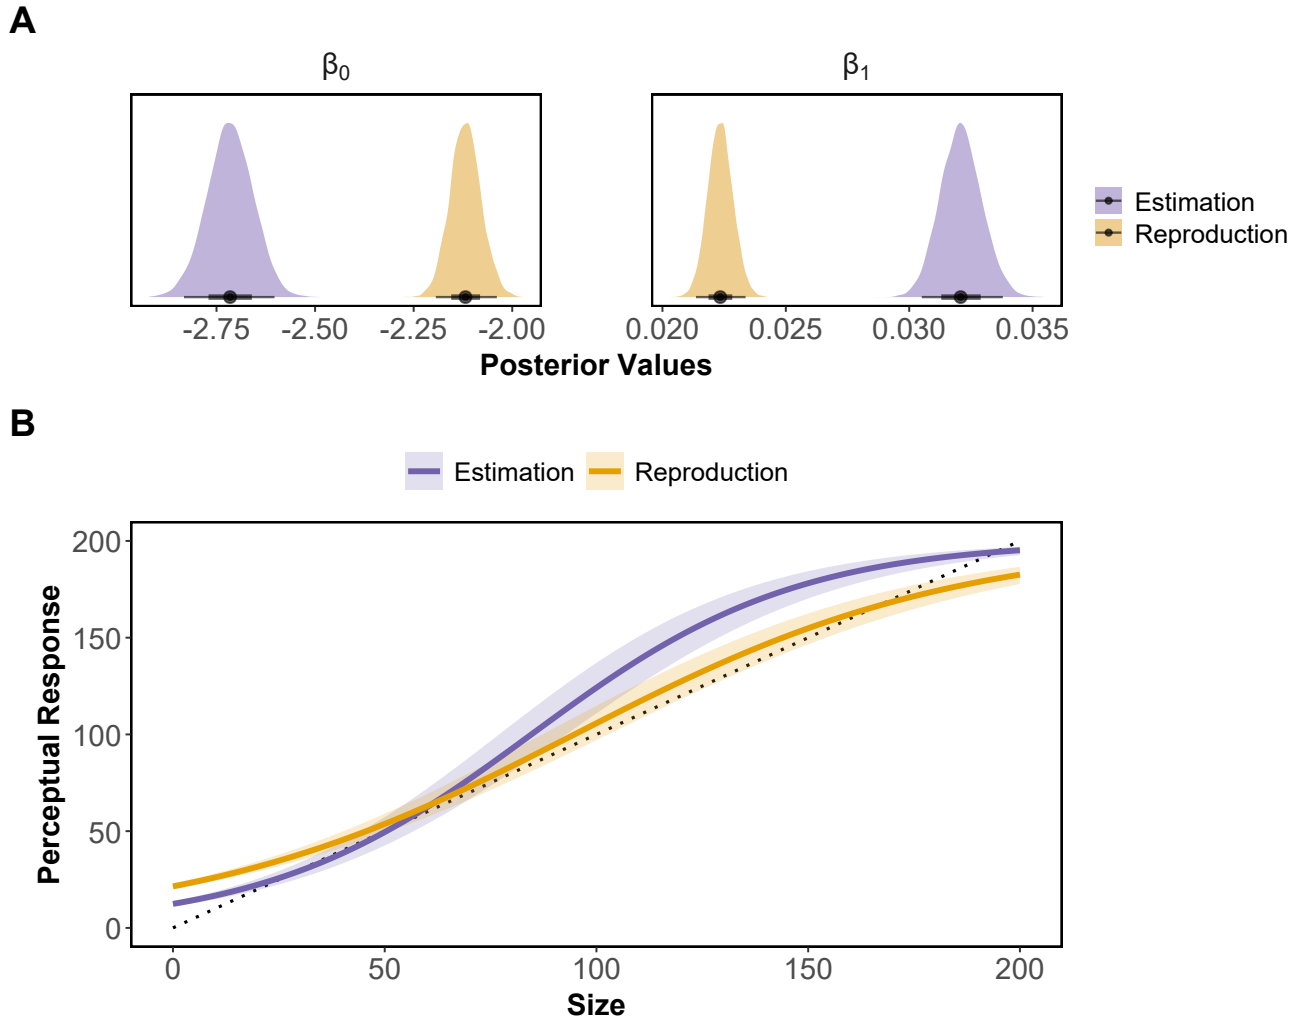 A
β0
β1
Estimation
Reproduction
-2.75 -2.50 -2.25 -2.00
0.020 0.025 0.030 0.035
Posterior Values
B
Estimation Reproduction
200
150
100
50
0
Perceptual Response
0 50 100 150 200
Size